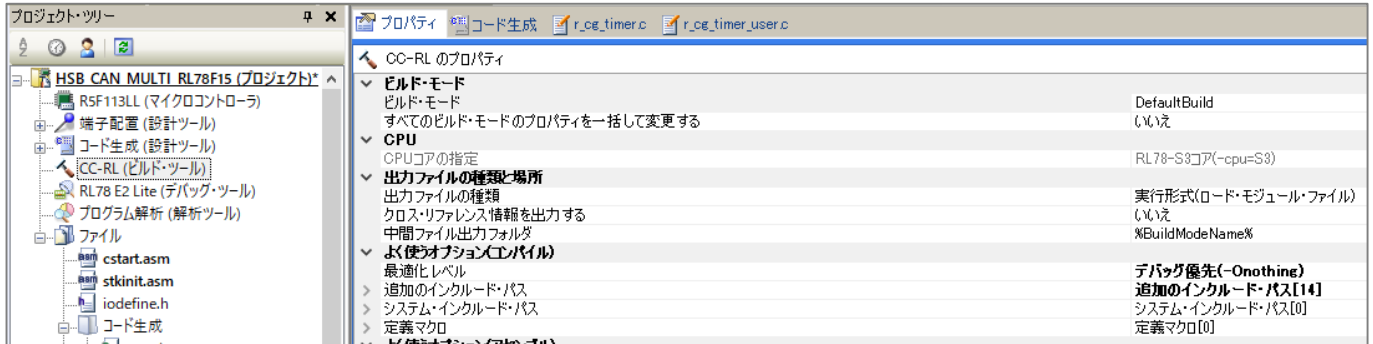 プロジェクト・ツリー
HSB_CAN_MULTI_RL78F15 (プロジェクト)*
R5F113LL (マイクロコントローラ)
端子配置 (設計ツール)
コード生成 (設計ツール)
CC-RL (ビルド・ツール)
RL78 E2 Lite (デバッグ・ツール)
プログラム解析 (解析ツール)
ファイル
cstart.asm
stkinit.asm
iodefine.h
コード生成
プロパティ コード生成 r_cg_timer.c r_cg_timer_user.c
CC-RL のプロパティ
ビルド・モード
ビルド・モード DefaultBuild
すべてのビルド・モードのプロパティを一括して変更する いいえ
CPU
CPUコアの指定 RL78-S3コア(-cpu=S3)
出力ファイルの種類と場所
出力ファイルの種類 実行形式(ロード・モジュール・ファイル)
クロス・リファレンス情報を出力する いいえ
中間ファイル出力フォルダ %BuildModeName%
よく使うオプション(コンパイル)
最適化レベル デバッグ優先(-Onothing)
追加のインクルード・パス 追加のインクルード・パス[14]
システム・インクルード・パス システム・インクルード・パス[0]
定義マクロ 定義マクロ[0]
よく使うオプション(アセンブル)